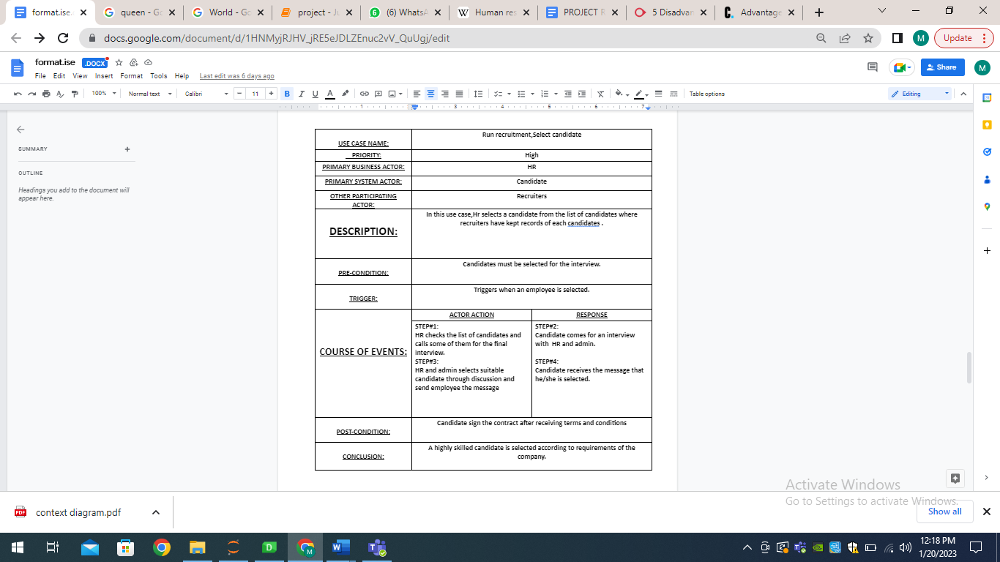 format.ise.
queen - Go
World - Go
project - Ju
(6) WhatsA
Human res
PROJECT R
5 Disadvan
Advantage
docs.google.com/document/d/1HNMyjRJHV_jRE5eJDLZEnuc2vV_QuUgj/edit
M
Update
format.ise .DOCX
File Edit View Insert Format Tools Help Last edit was 6 days ago
Share
M
100% Normal text Calibri 11 B I U A Table options Editing
1 3 4 5 6 7
SUMMARY
OUTLINE
Headings you add to the document will
appear here.
USE CASE NAME: Run recruitment,Select candidate
PRIORITY: High
PRIMARY BUSINESS ACTOR: HR
PRIMARY SYSTEM ACTOR: Candidate
OTHER PARTICIPATING
ACTOR:
Recruiters
DESCRIPTION:
In this use case,Hr selects a candidate from the list of candidates where
recruiters have kept records of each candidates .
PRE-CONDITION:
Candidates must be selected for the interview.
TRIGGER:
Triggers when an employee is selected.
COURSE OF EVENTS:
ACTOR ACTION
STEP#1:
HR checks the list of candidates and
calls some of them for the final
interview.
STEP#3:
HR and admin selects suitable
candidate through discussion and
send employee the message
RESPONSE
STEP#2:
Candidate comes for an interview
with HR and admin.
STEP#4:
Candidate receives the message that
he/she is selected.
POST-CONDITION:
Candidate sign the contract after receiving terms and conditions
CONCLUSION:
A highly skilled candidate is selected according to requirements of the
company.
Activate Windows
Go to Settings to activate Windows.
context diagram.pdf
Show all
12:18 PM
1/20/2023